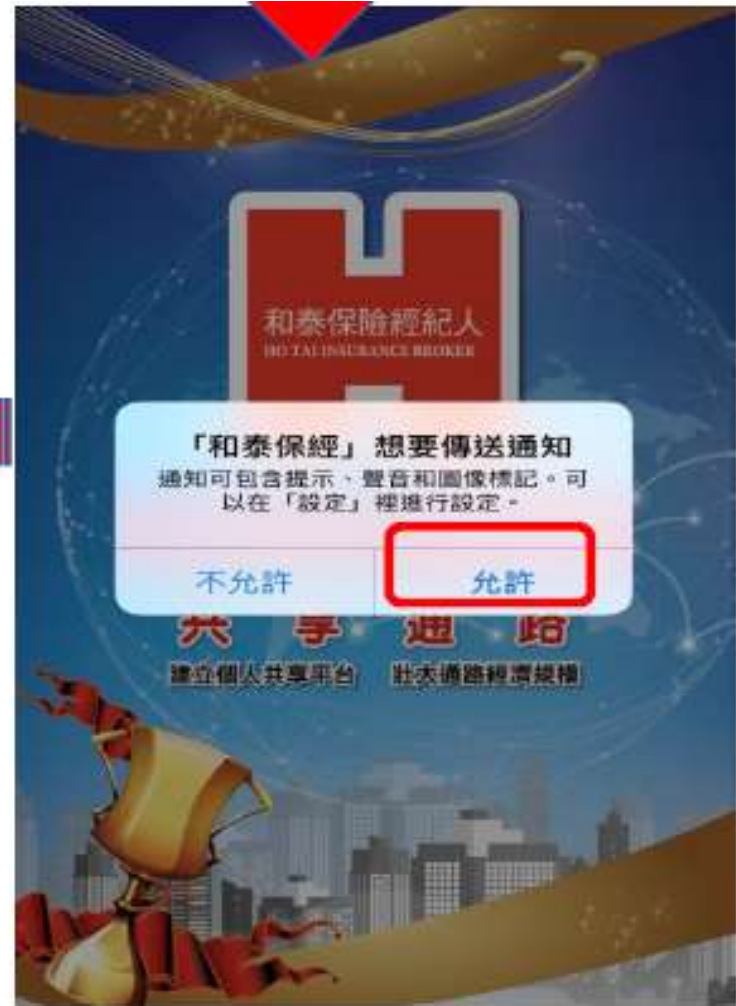 和泰保險經紀人
HO TAI INSURANCE BROKER
「和泰保經」想要傳送通知
通知可包含提示、聲音和圖像標記。可
以在「設定」裡進行設定。
不允許
允許
共享通路
建立個人共享平台 壯大通路經濟規模